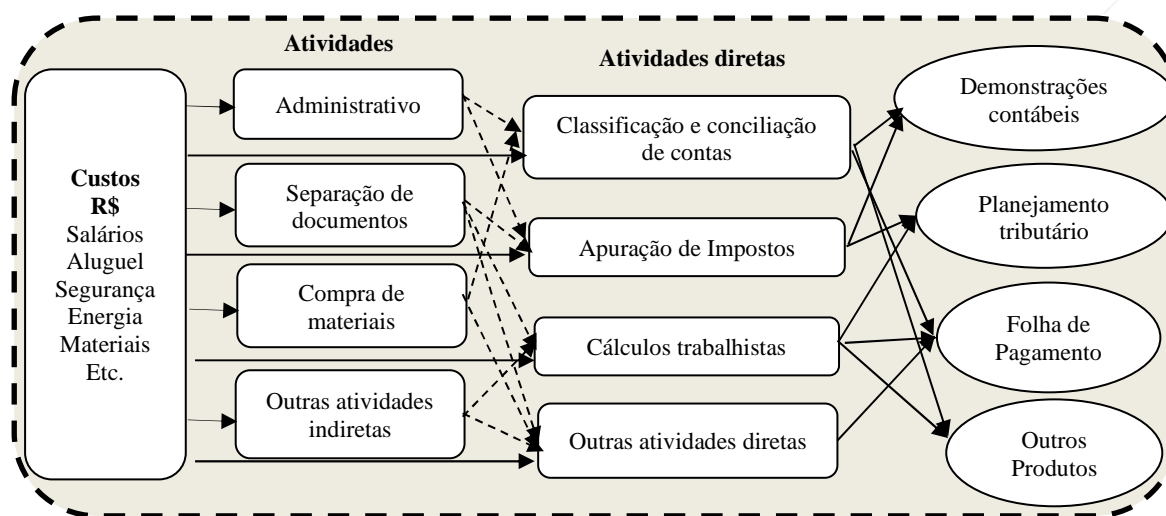 Atividades
Atividades diretas
Custos
R$
Salários
Aluguel
Segurança
Energia
Materiais
Etc.
Administrativo
Separação de
documentos
Compra de
materiais
Outras atividades
indiretas
Classificação e conciliação
de contas
Apuração de Impostos
Cálculos trabalhistas
Outras atividades diretas
Demonstrações
contábeis
Planejamento
tributário
Folha de
Pagamento
Outros
Produtos